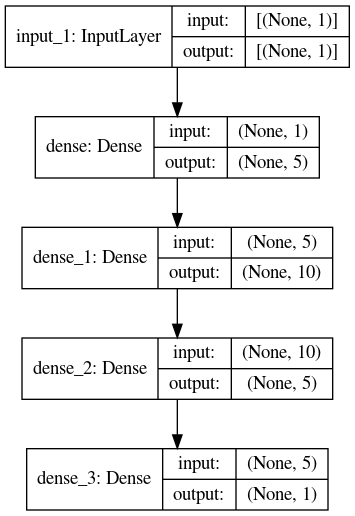 input_1: InputLayer
input: [(None, 1)]
output: [(None, 1)]
dense: Dense
input: (None, 1)
output: (None, 5)
dense_1: Dense
input: (None, 5)
output: (None, 10)
dense_2: Dense
input: (None, 10)
output: (None, 5)
dense_3: Dense
input: (None, 5)
output: (None, 1)